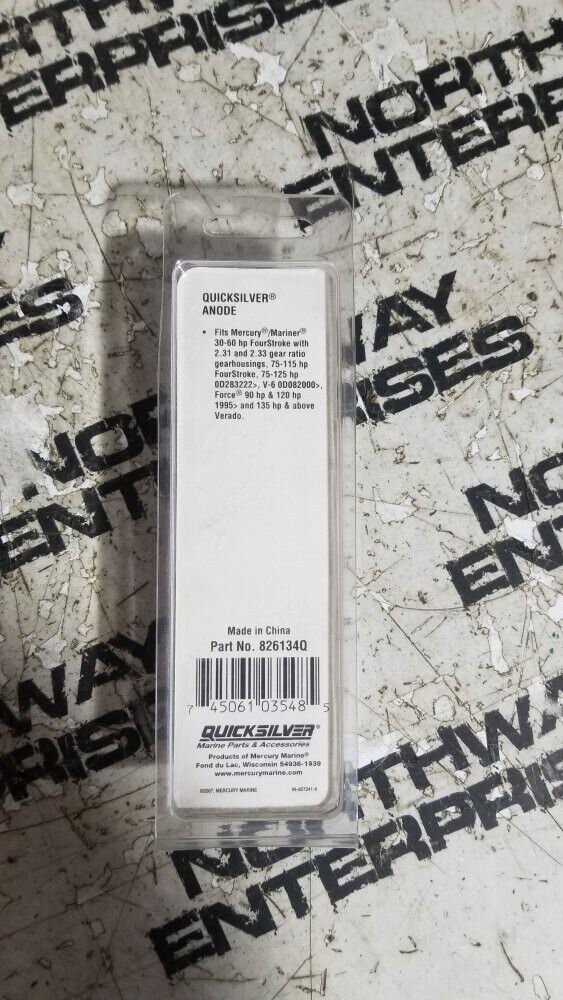 NORTHWAY
ENTERPRISES
NORTH
ENTERPRISES
QUICKSILVER®
ANODE
• Fits Mercury®/Mariner®
30-60 hp FourStroke with
2.31 and 2.33 gear ratio
gearhousings, 75-115 hp
FourStroke, 75-125 hp
0D283222>, V-6 0D082000>,
Force® 90 hp & 120 hp
1995> and 135 hp & above
Verado.
Made in China
Part No. 826134Q
7 45061 03548 5
QUICKSILVER®
Marine Parts & Accessories
Products of Mercury Marine®
Fond du Lac, Wisconsin 54936-1939
www.mercurymarine.com
©2007, MERCURY MARINE
NORTHWAY
ENTERPRISES